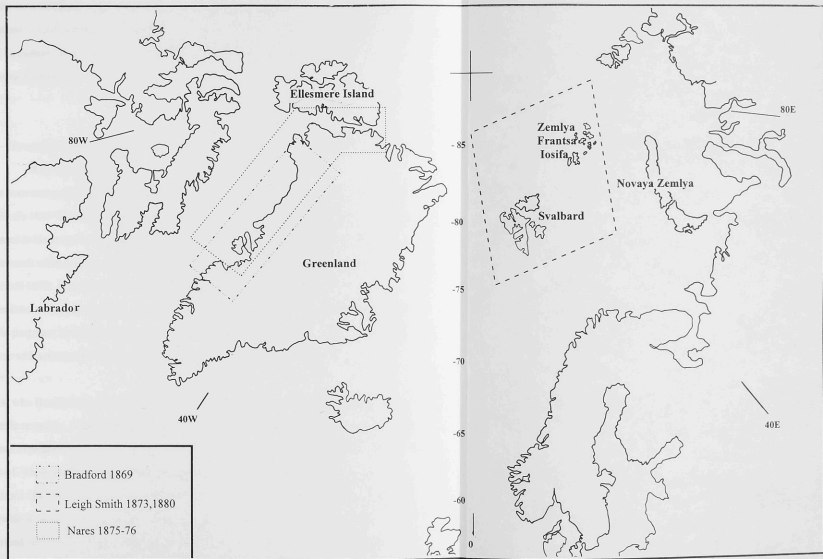 Ellesmere Island
80W
80E
Zemlya
Frantsa
Iosifa
-85
Novaya Zemlya
Svalbard
-80
Greenland
-75
Labrador
-70
40W
40E
-65
-60
0
Bradford 1869
Leigh Smith 1873,1880
Nares 1875-76